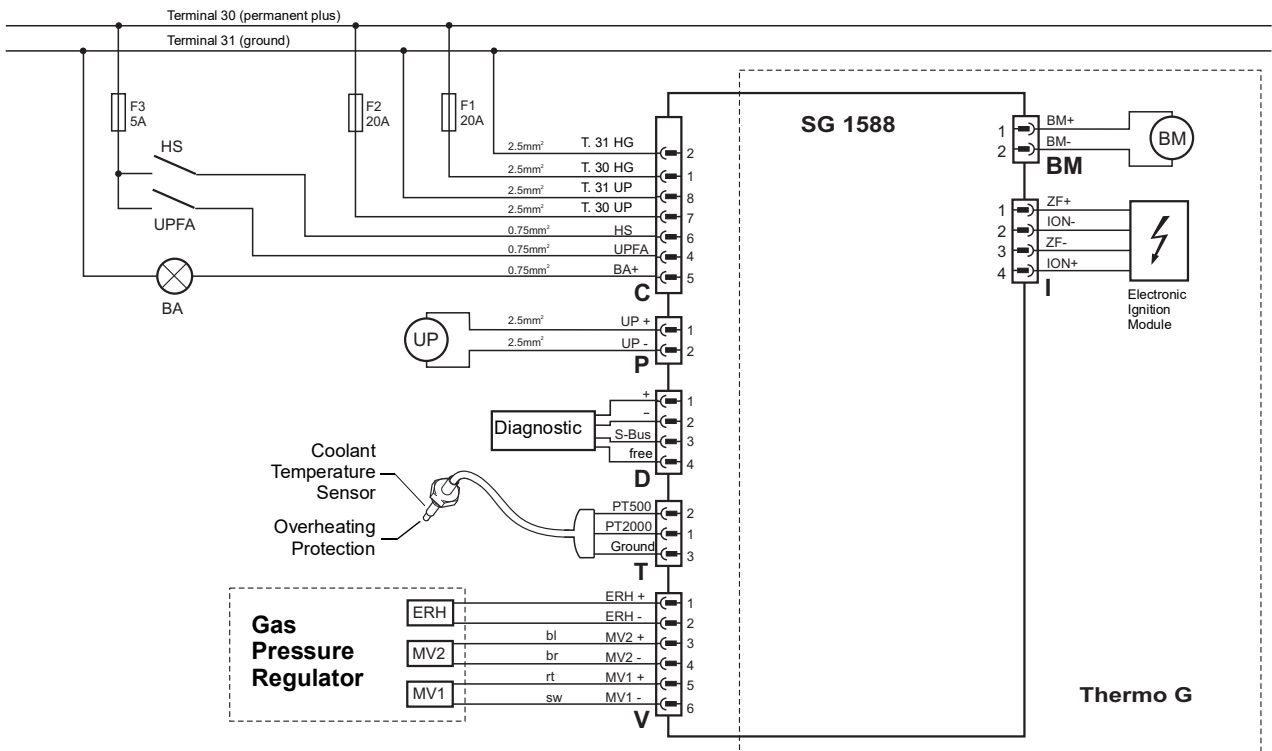 Terminal 30 (permanent plus)
Terminal 31 (ground)
F3
5A
F2
20A
F1
20A
HS
UPFA
BA
2.5mm² T. 31 HG 2
2.5mm² T. 30 HG 1
2.5mm² T. 31 UP 8
2.5mm² T. 30 UP 7
0.75mm² HS 6
0.75mm² UPFA 4
0.75mm² BA+ 5
C
UP
2.5mm² UP + 1
2.5mm² UP - 2
P
Diagnostic
+ 1
- 2
S-Bus 3
free 4
D
Coolant
Temperature
Sensor
Overheating
Protection
PT500 2
PT2000 1
Ground 3
T
Gas
Pressure
Regulator
ERH
MV2
MV1
ERH + 1
ERH - 2
bl MV2 + 3
br MV2 - 4
rt MV1 + 5
sw MV1 - 6
V
SG 1588
1 BM+
2 BM-
BM
BM
1 ZF+
2 ION-
3 ZF-
4 ION+
I
Electronic
Ignition
Module
Thermo G